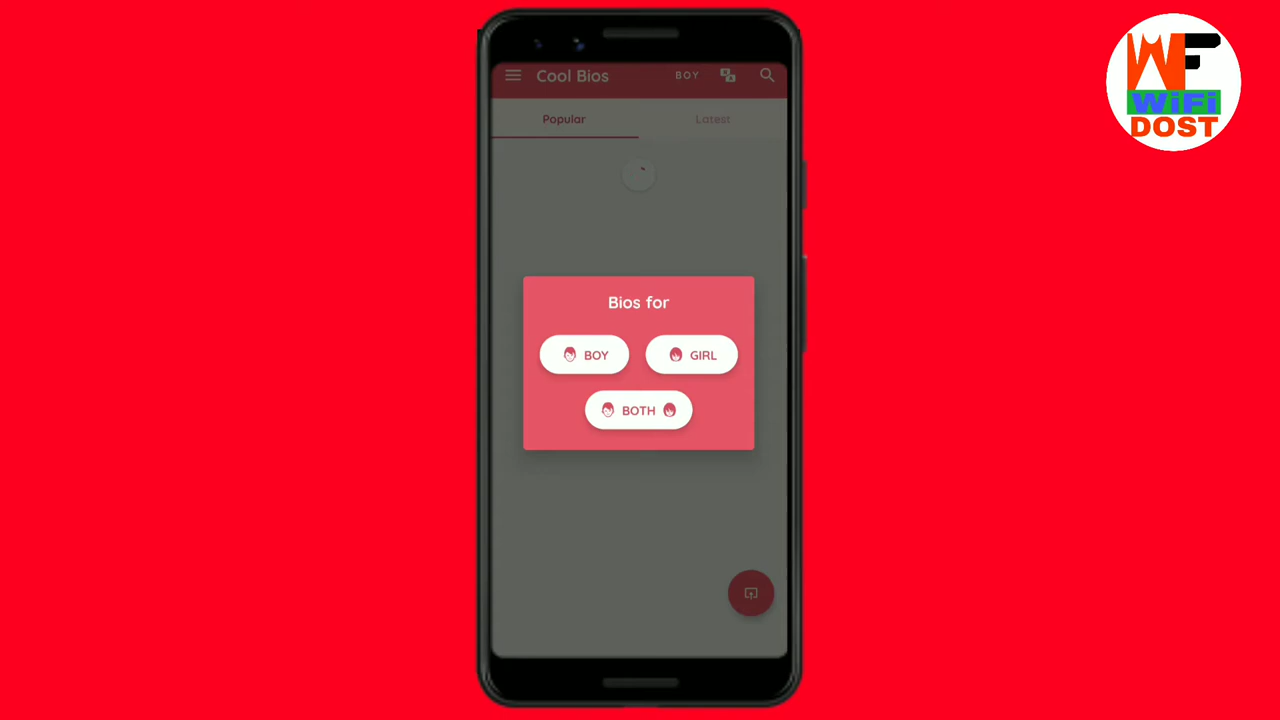 Cool Bios BOY
Popular Latest
Bios for
BOY GIRL
BOTH
WF
WiFi
DOST